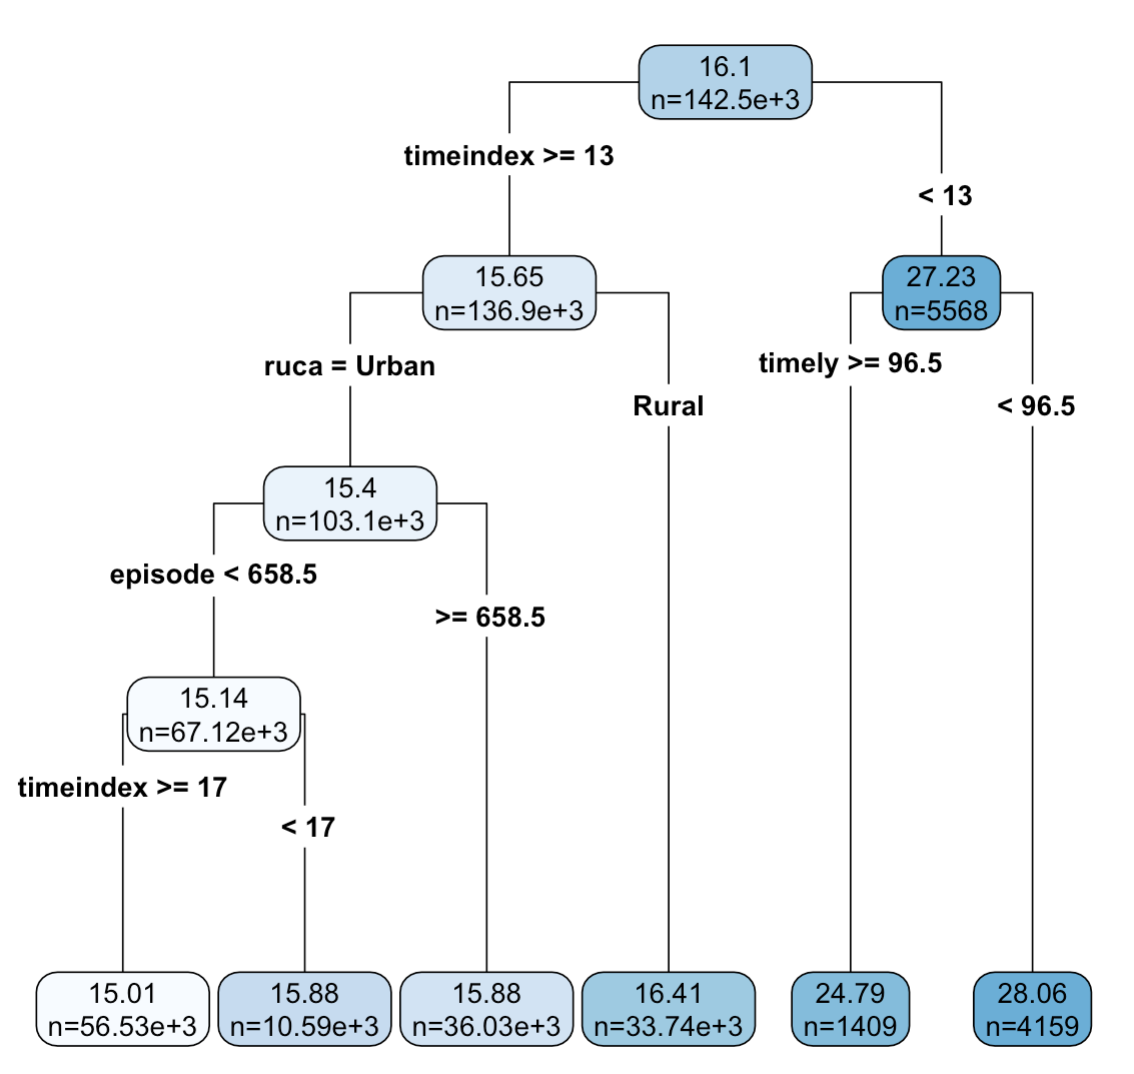 16.1
n=142.5e+3
timeindex >= 13
< 13
15.65
n=136.9e+3
27.23
n=5568
ruca = Urban
Rural
timely >= 96.5
< 96.5
15.4
n=103.1e+3
episode < 658.5
>= 658.5
15.14
n=67.12e+3
timeindex >= 17
< 17
15.01
n=56.53e+3
15.88
n=10.59e+3
15.88
n=36.03e+3
16.41
n=33.74e+3
24.79
n=1409
28.06
n=4159